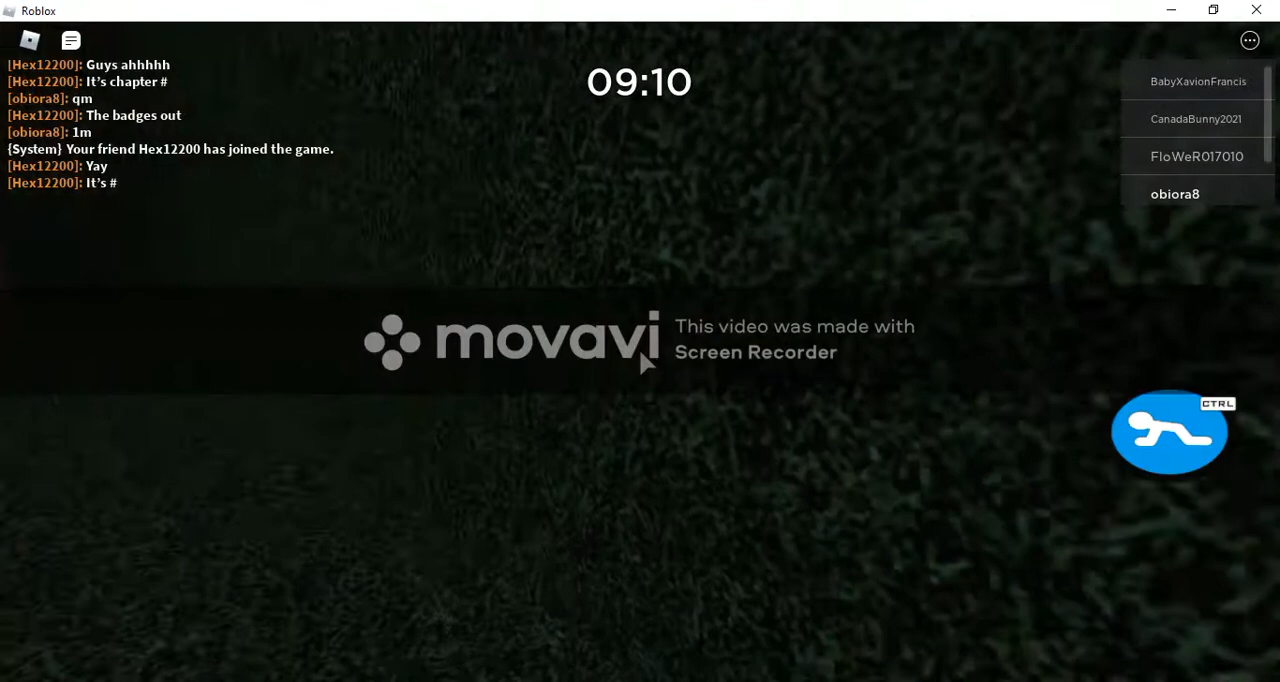 Roblox
[Hex12200]: Guys ahhhhh
[Hex12200]: It's chapter #
[obiora8]: qm
[Hex12200]: The badges out
[obiora8]: 1m
{System} Your friend Hex12200 has joined the game.
[Hex12200]: Yay
[Hex12200]: It's #
09:10
BabyXavionFrancis
CanadaBunny2021
FloWeR017010
obiora8
movavi
This video was made with
Screen Recorder
CTRL